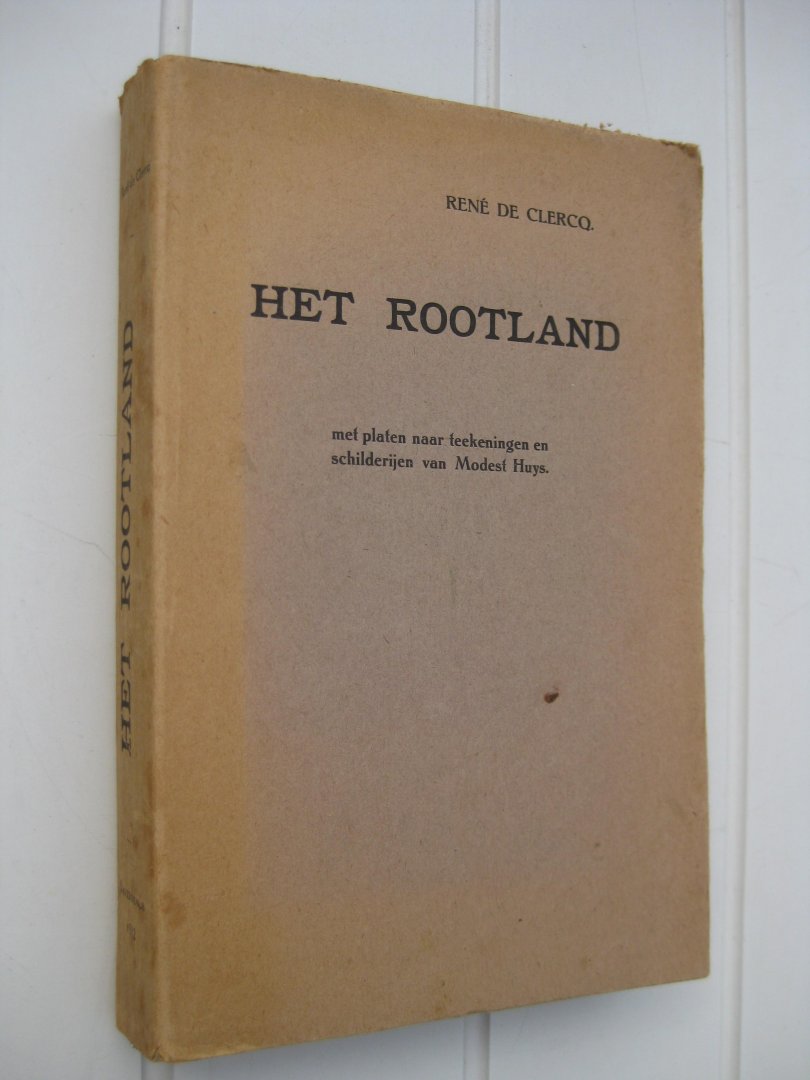 RENÉ DE CLERCQ.
HET ROOTLAND
met platen naar teekeningen en
schilderijen van Modest Huys.
HET ROOTLAND